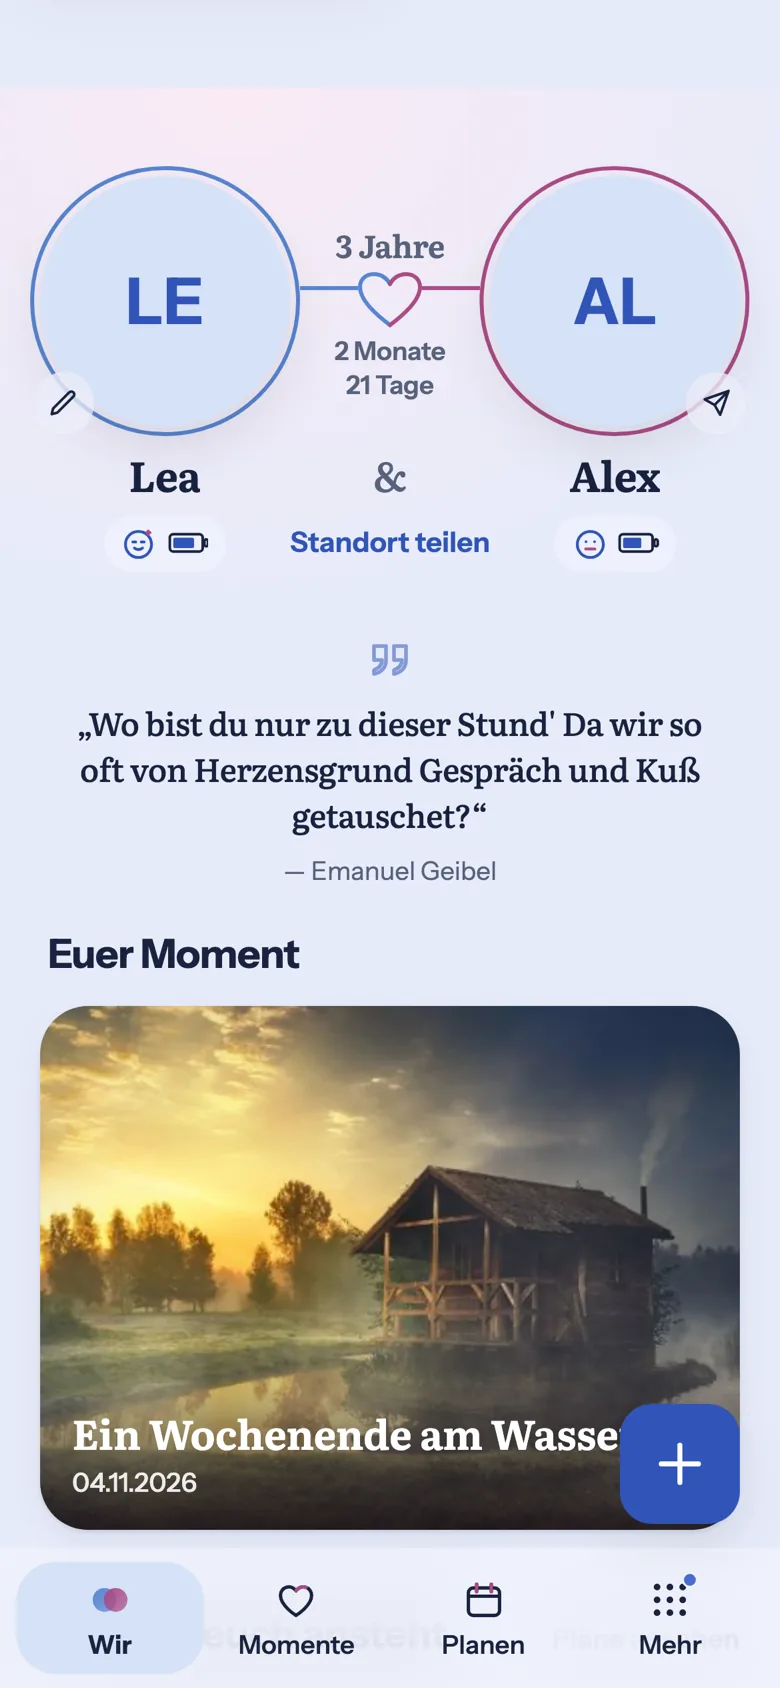 LE
AL
3 Jahre
2 Monate
21 Tage
Lea
&
Alex
Standort teilen
„Wo bist du nur zu dieser Stund' Da wir so
oft von Herzensgrund Gespräch und Kuß
getauschet?“
— Emanuel Geibel
Euer Moment
Ein Wochenende am
04.11.2026
euch ansteht
Wir
Momente
Planen
Mehr